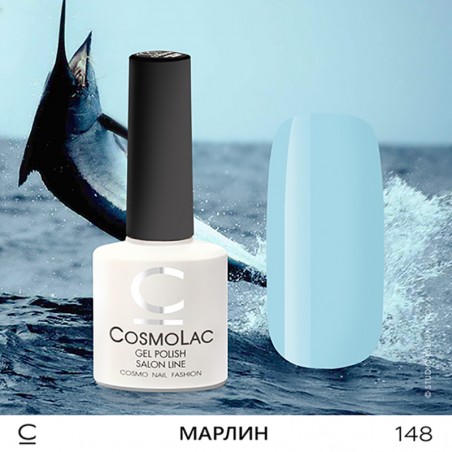 C
COSMOLAC
GEL POLISH
SALON LINE
COSMO NAIL FASHION
C
МАРЛИН
148